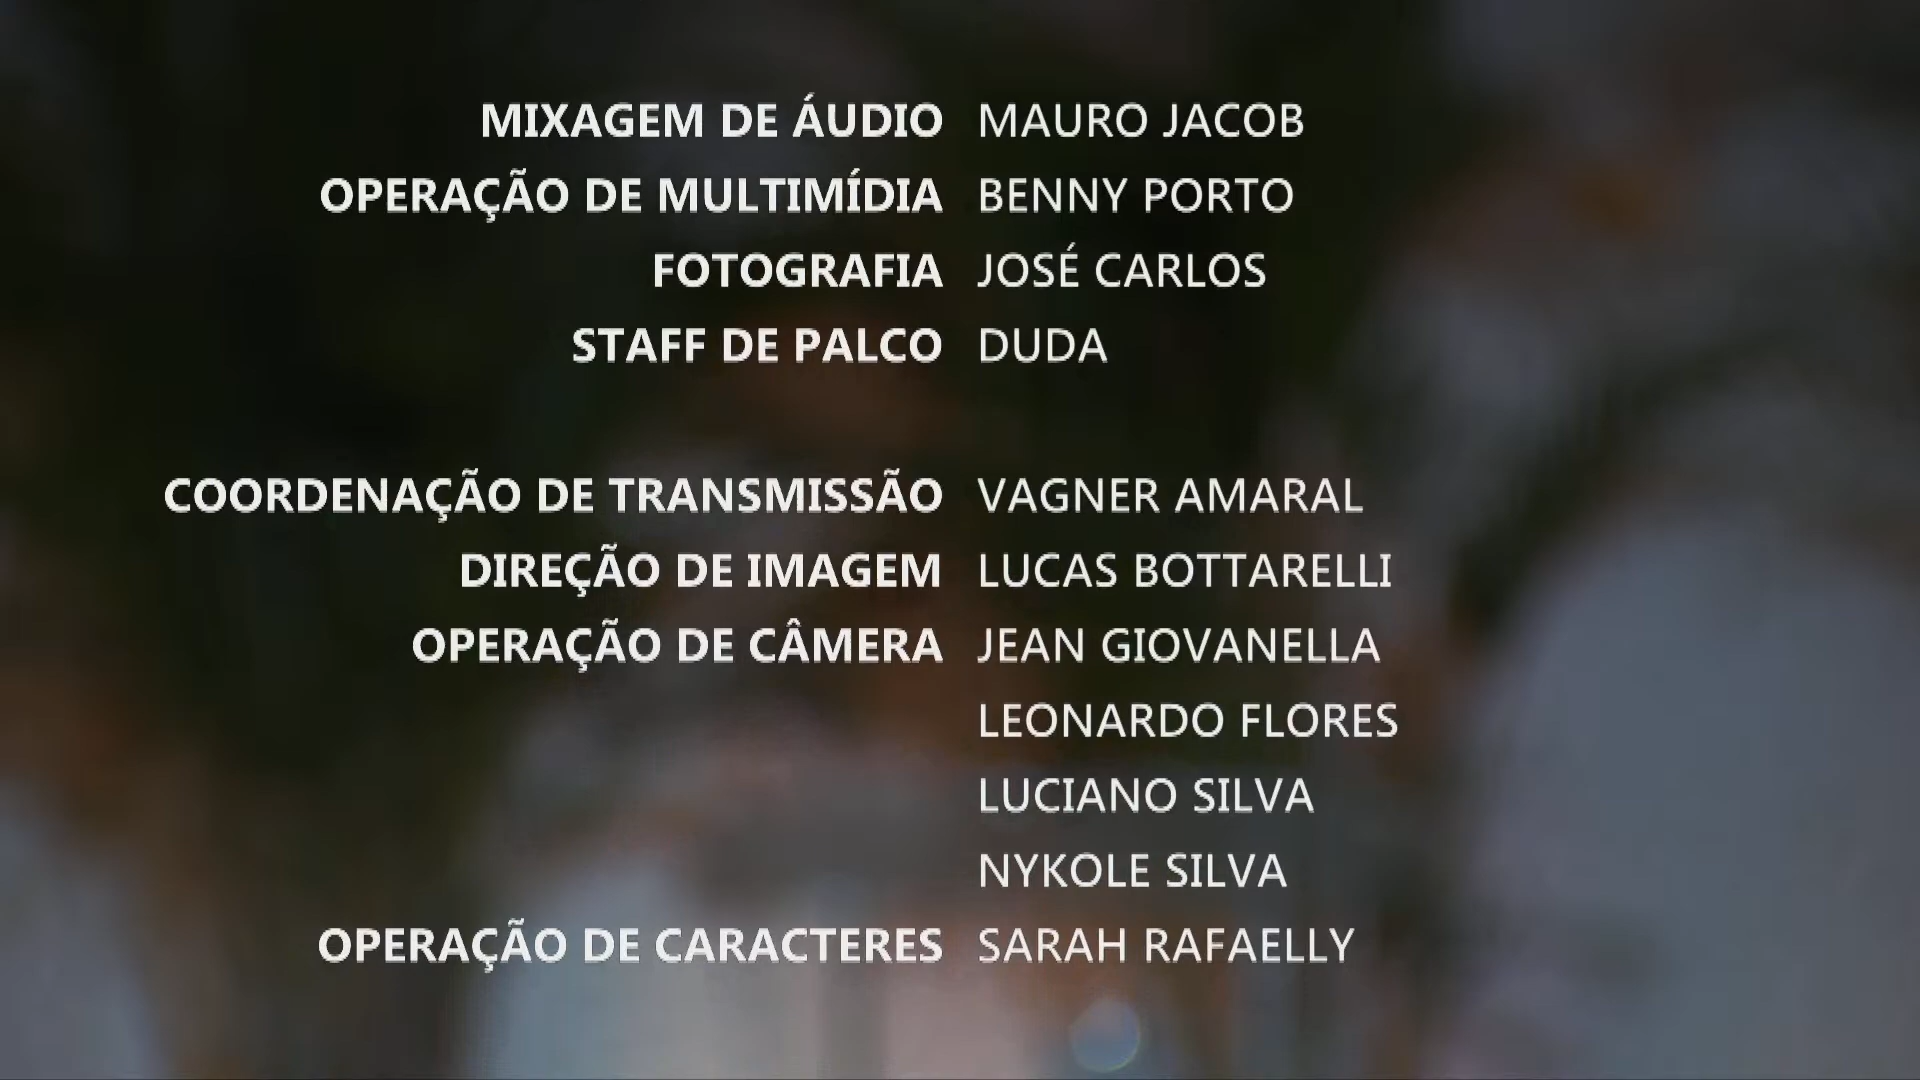 MIXAGEM DE ÁUDIO MAURO JACOB
OPERAÇÃO DE MULTIMÍDIA BENNY PORTO
FOTOGRAFIA JOSÉ CARLOS
STAFF DE PALCO DUDA
COORDENAÇÃO DE TRANSMISSÃO VAGNER AMARAL
DIREÇÃO DE IMAGEM LUCAS BOTTARELLI
OPERAÇÃO DE CÂMERA JEAN GIOVANELLA
LEONARDO FLORES
LUCIANO SILVA
NYKOLE SILVA
OPERAÇÃO DE CARACTERES SARAH RAFAELLY